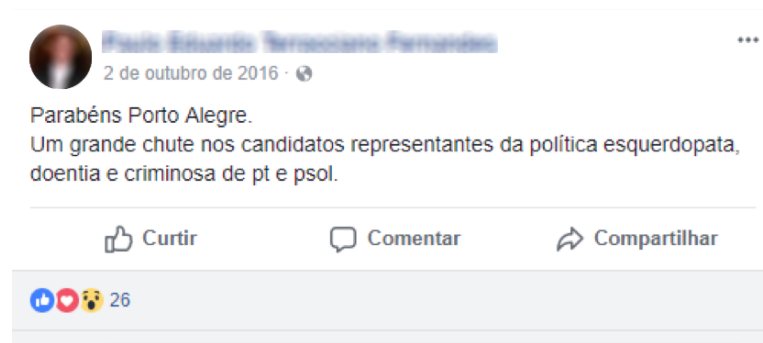 2 de outubro de 2016 ·
Parabéns Porto Alegre.
Um grande chute nos candidatos representantes da política esquerdopata,
doentia e criminosa de pt e psol.
Curtir Comentar Compartilhar
26